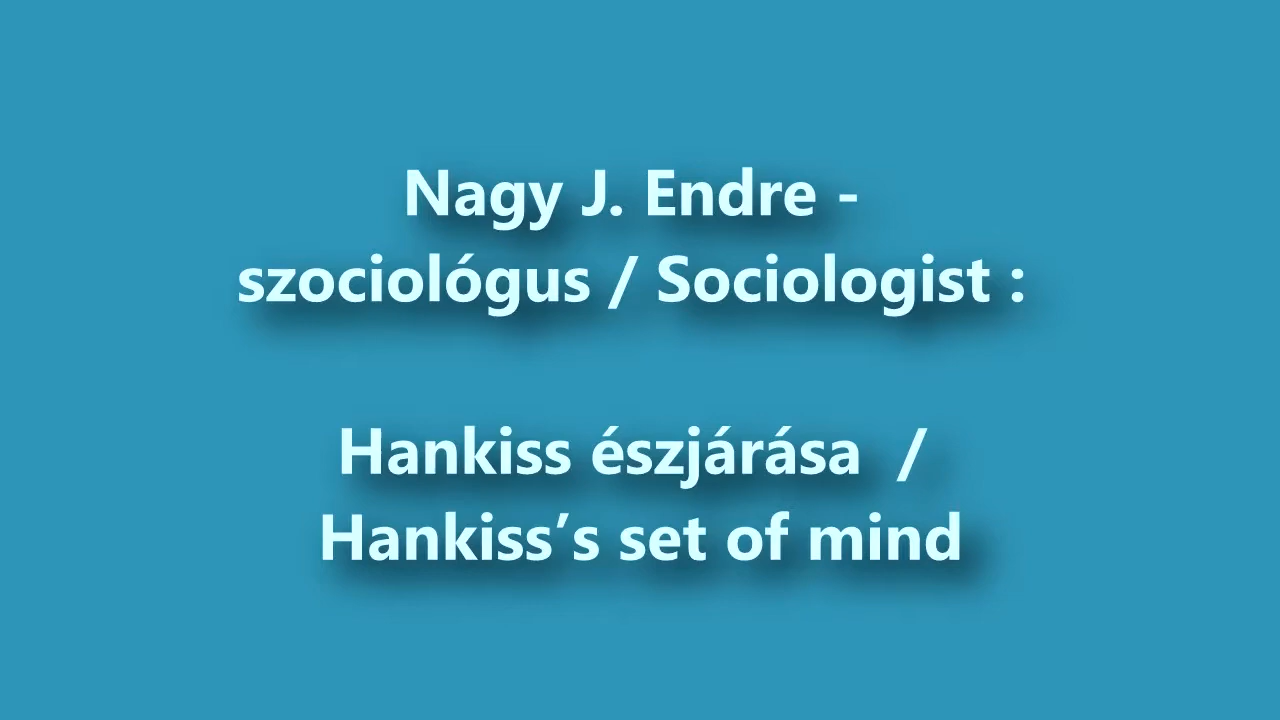 Nagy J. Endre -
szociológus / Sociologist :
Hankiss észjárása  /
Hankiss’s set of mind